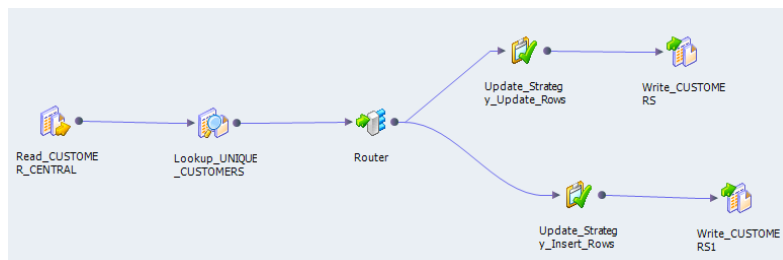 Read_CUSTOME
R_CENTRAL
Lookup_UNIQUE
_CUSTOMERS
Router
Update_Strateg
y_Update_Rows
Write_CUSTOME
RS
Update_Strateg
y_Insert_Rows
Write_CUSTOME
RS1